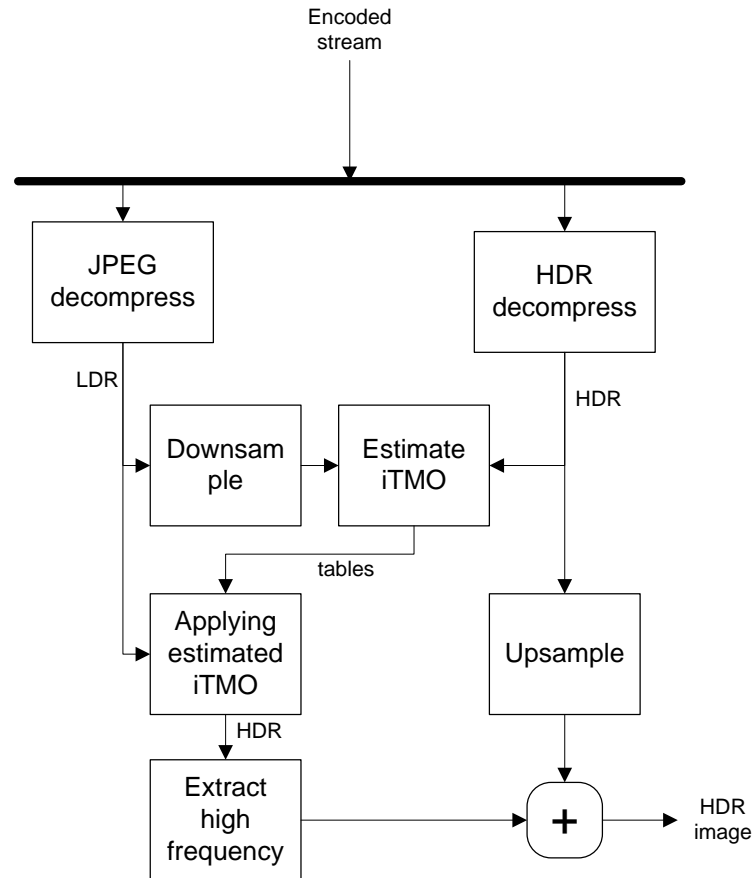 Encoded
stream
JPEG
decompress
HDR
decompress
LDR
HDR
Downsam
ple
Estimate
iTMO
tables
Applying
estimated
iTMO
Upsample
HDR
Extract
high
frequency
+
HDR
image